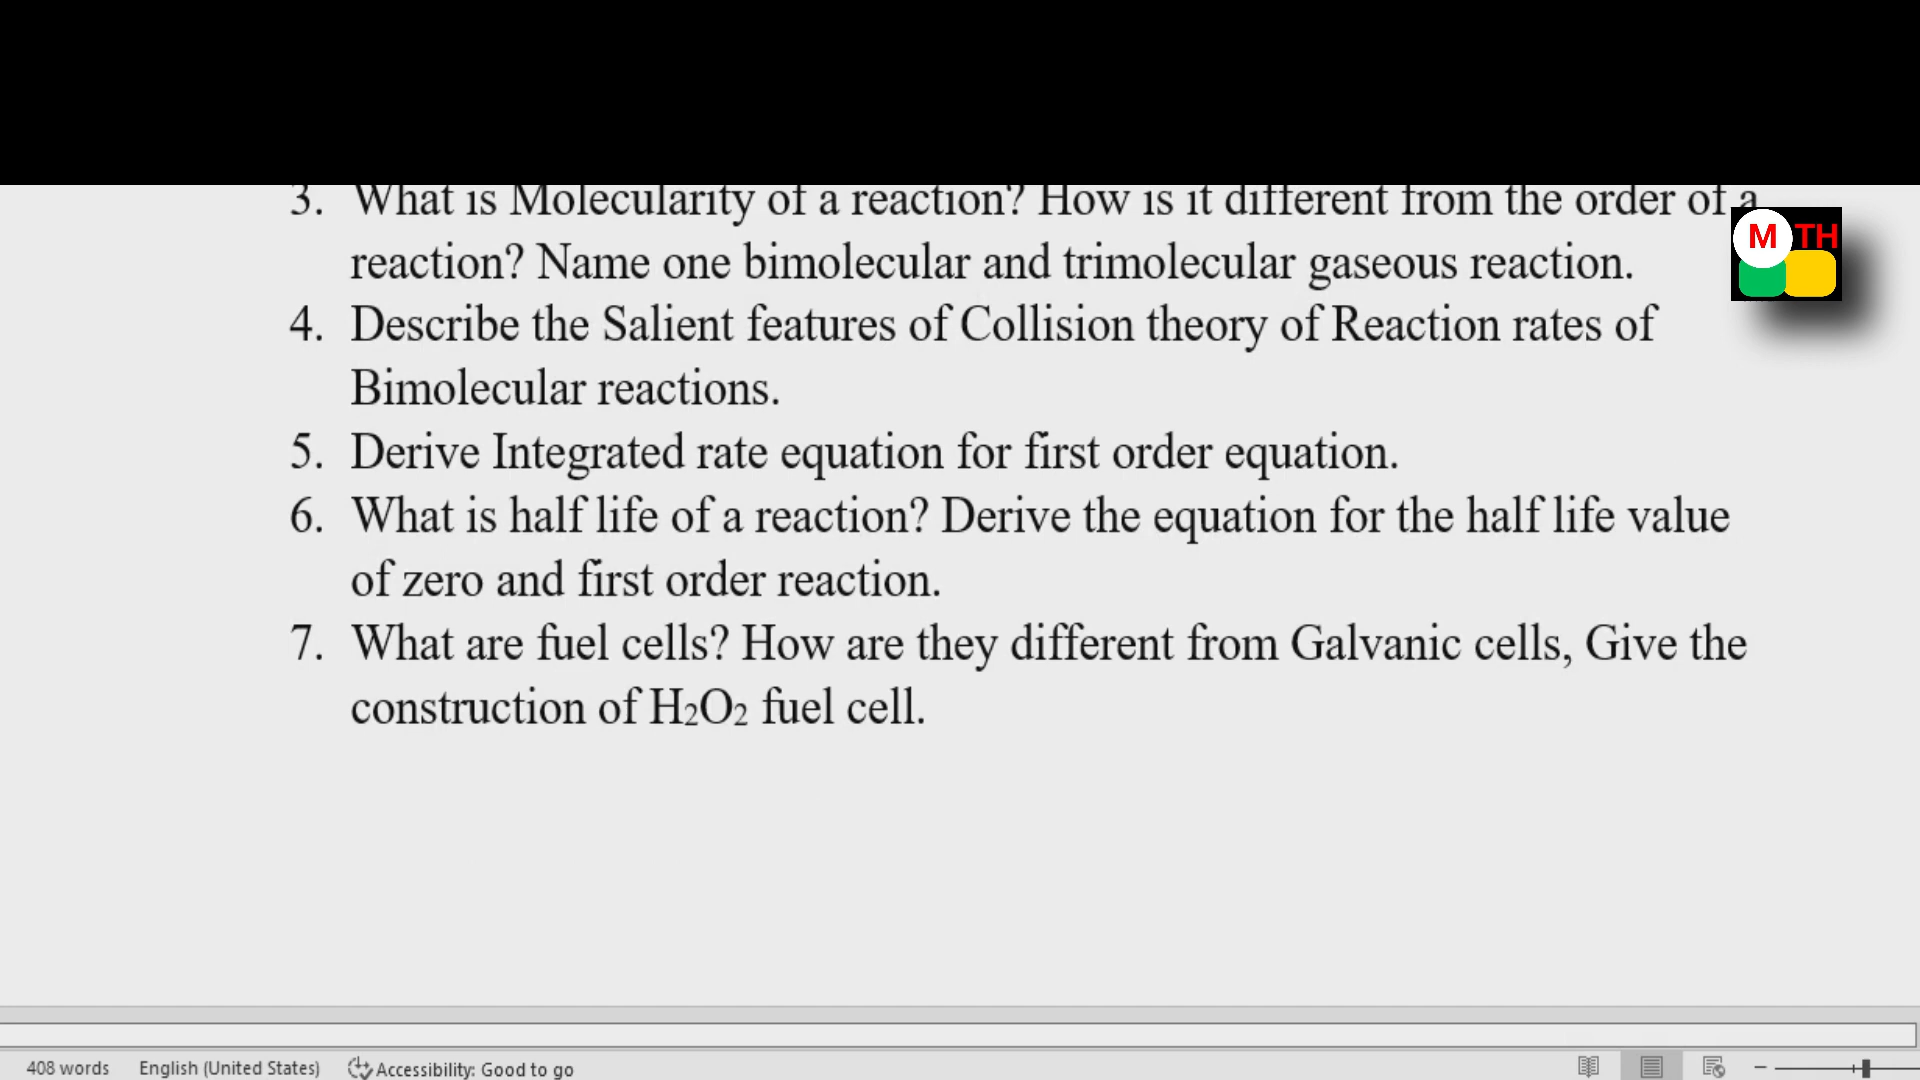 3. What is Molecularity of a reaction? How is it different from the order of a
M TH
reaction? Name one bimolecular and trimolecular gaseous reaction.
4. Describe the Salient features of Collision theory of Reaction rates of
Bimolecular reactions.
5. Derive Integrated rate equation for first order equation.
6. What is half life of a reaction? Derive the equation for the half life value
of zero and first order reaction.
7. What are fuel cells? How are they different from Galvanic cells, Give the
construction of H₂O₂ fuel cell.
408 words English (United States) Accessibility: Good to go